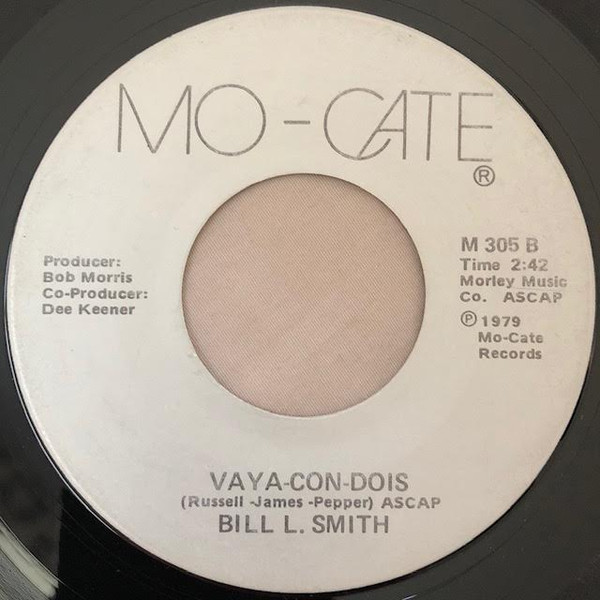 MO-CATE
®
Producer:
Bob Morris
Co-Producer:
Dee Keener
M 305 B
Time 2:42
Morley Music
Co. ASCAP
℗ 1979
Mo-Cate
Records
VAYA-CON-DOIS
(Russell -James -Pepper) ASCAP
BILL L. SMITH